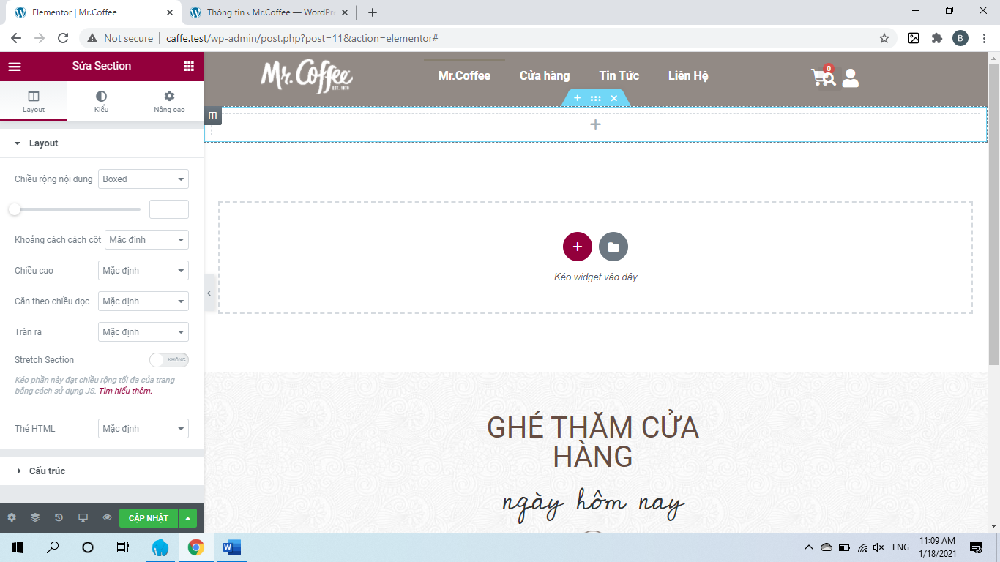 Elementor | Mr.Coffee
Thông tin ‹ Mr.Coffee — WordPr
Not secure | caffe.test/wp-admin/post.php?post=11&action=elementor#
B
Sửa Section
Layout
Kiểu
Nâng cao
Layout
Chiều rộng nội dung
Boxed
Khoảng cách cách cột
Mặc định
Chiều cao
Mặc định
Căn theo chiều dọc
Mặc định
Tràn ra
Mặc định
Stretch Section
KHÔNG
Kéo phần này đạt chiều rộng tối đa của trang
bằng cách sử dụng JS. Tìm hiểu thêm.
Thẻ HTML
Mặc định
Cấu trúc
CẬP NHẬT
Mr. Coffee
EST. 1970
Mr.Coffee
Cửa hàng
Tin Tức
Liên Hệ
0
Kéo widget vào đây
GHÉ THĂM CỬA
HÀNG
ngày hôm nay
ENG
11:09 AM
1/18/2021